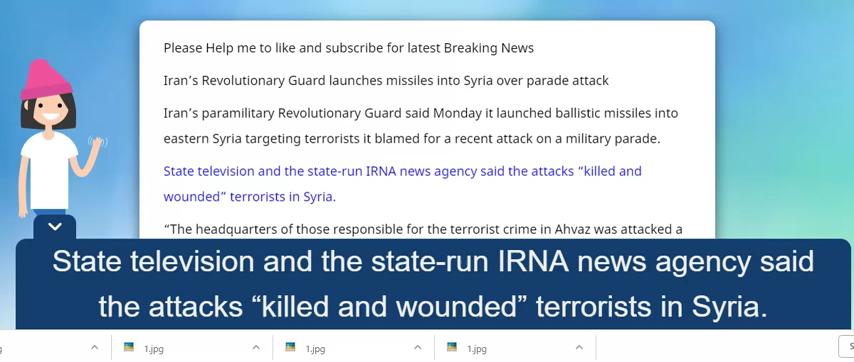 Please Help me to like and subscribe for latest Breaking News
Iran’s Revolutionary Guard launches missiles into Syria over parade attack
Iran’s paramilitary Revolutionary Guard said Monday it launched ballistic missiles into
eastern Syria targeting terrorists it blamed for a recent attack on a military parade.
State television and the state-run IRNA news agency said the attacks “killed and
wounded” terrorists in Syria.
“The headquarters of those responsible for the terrorist crime in Ahvaz was attacked a
State television and the state-run IRNA news agency said
the attacks “killed and wounded” terrorists in Syria.
1.jpg 1.jpg 1.jpg